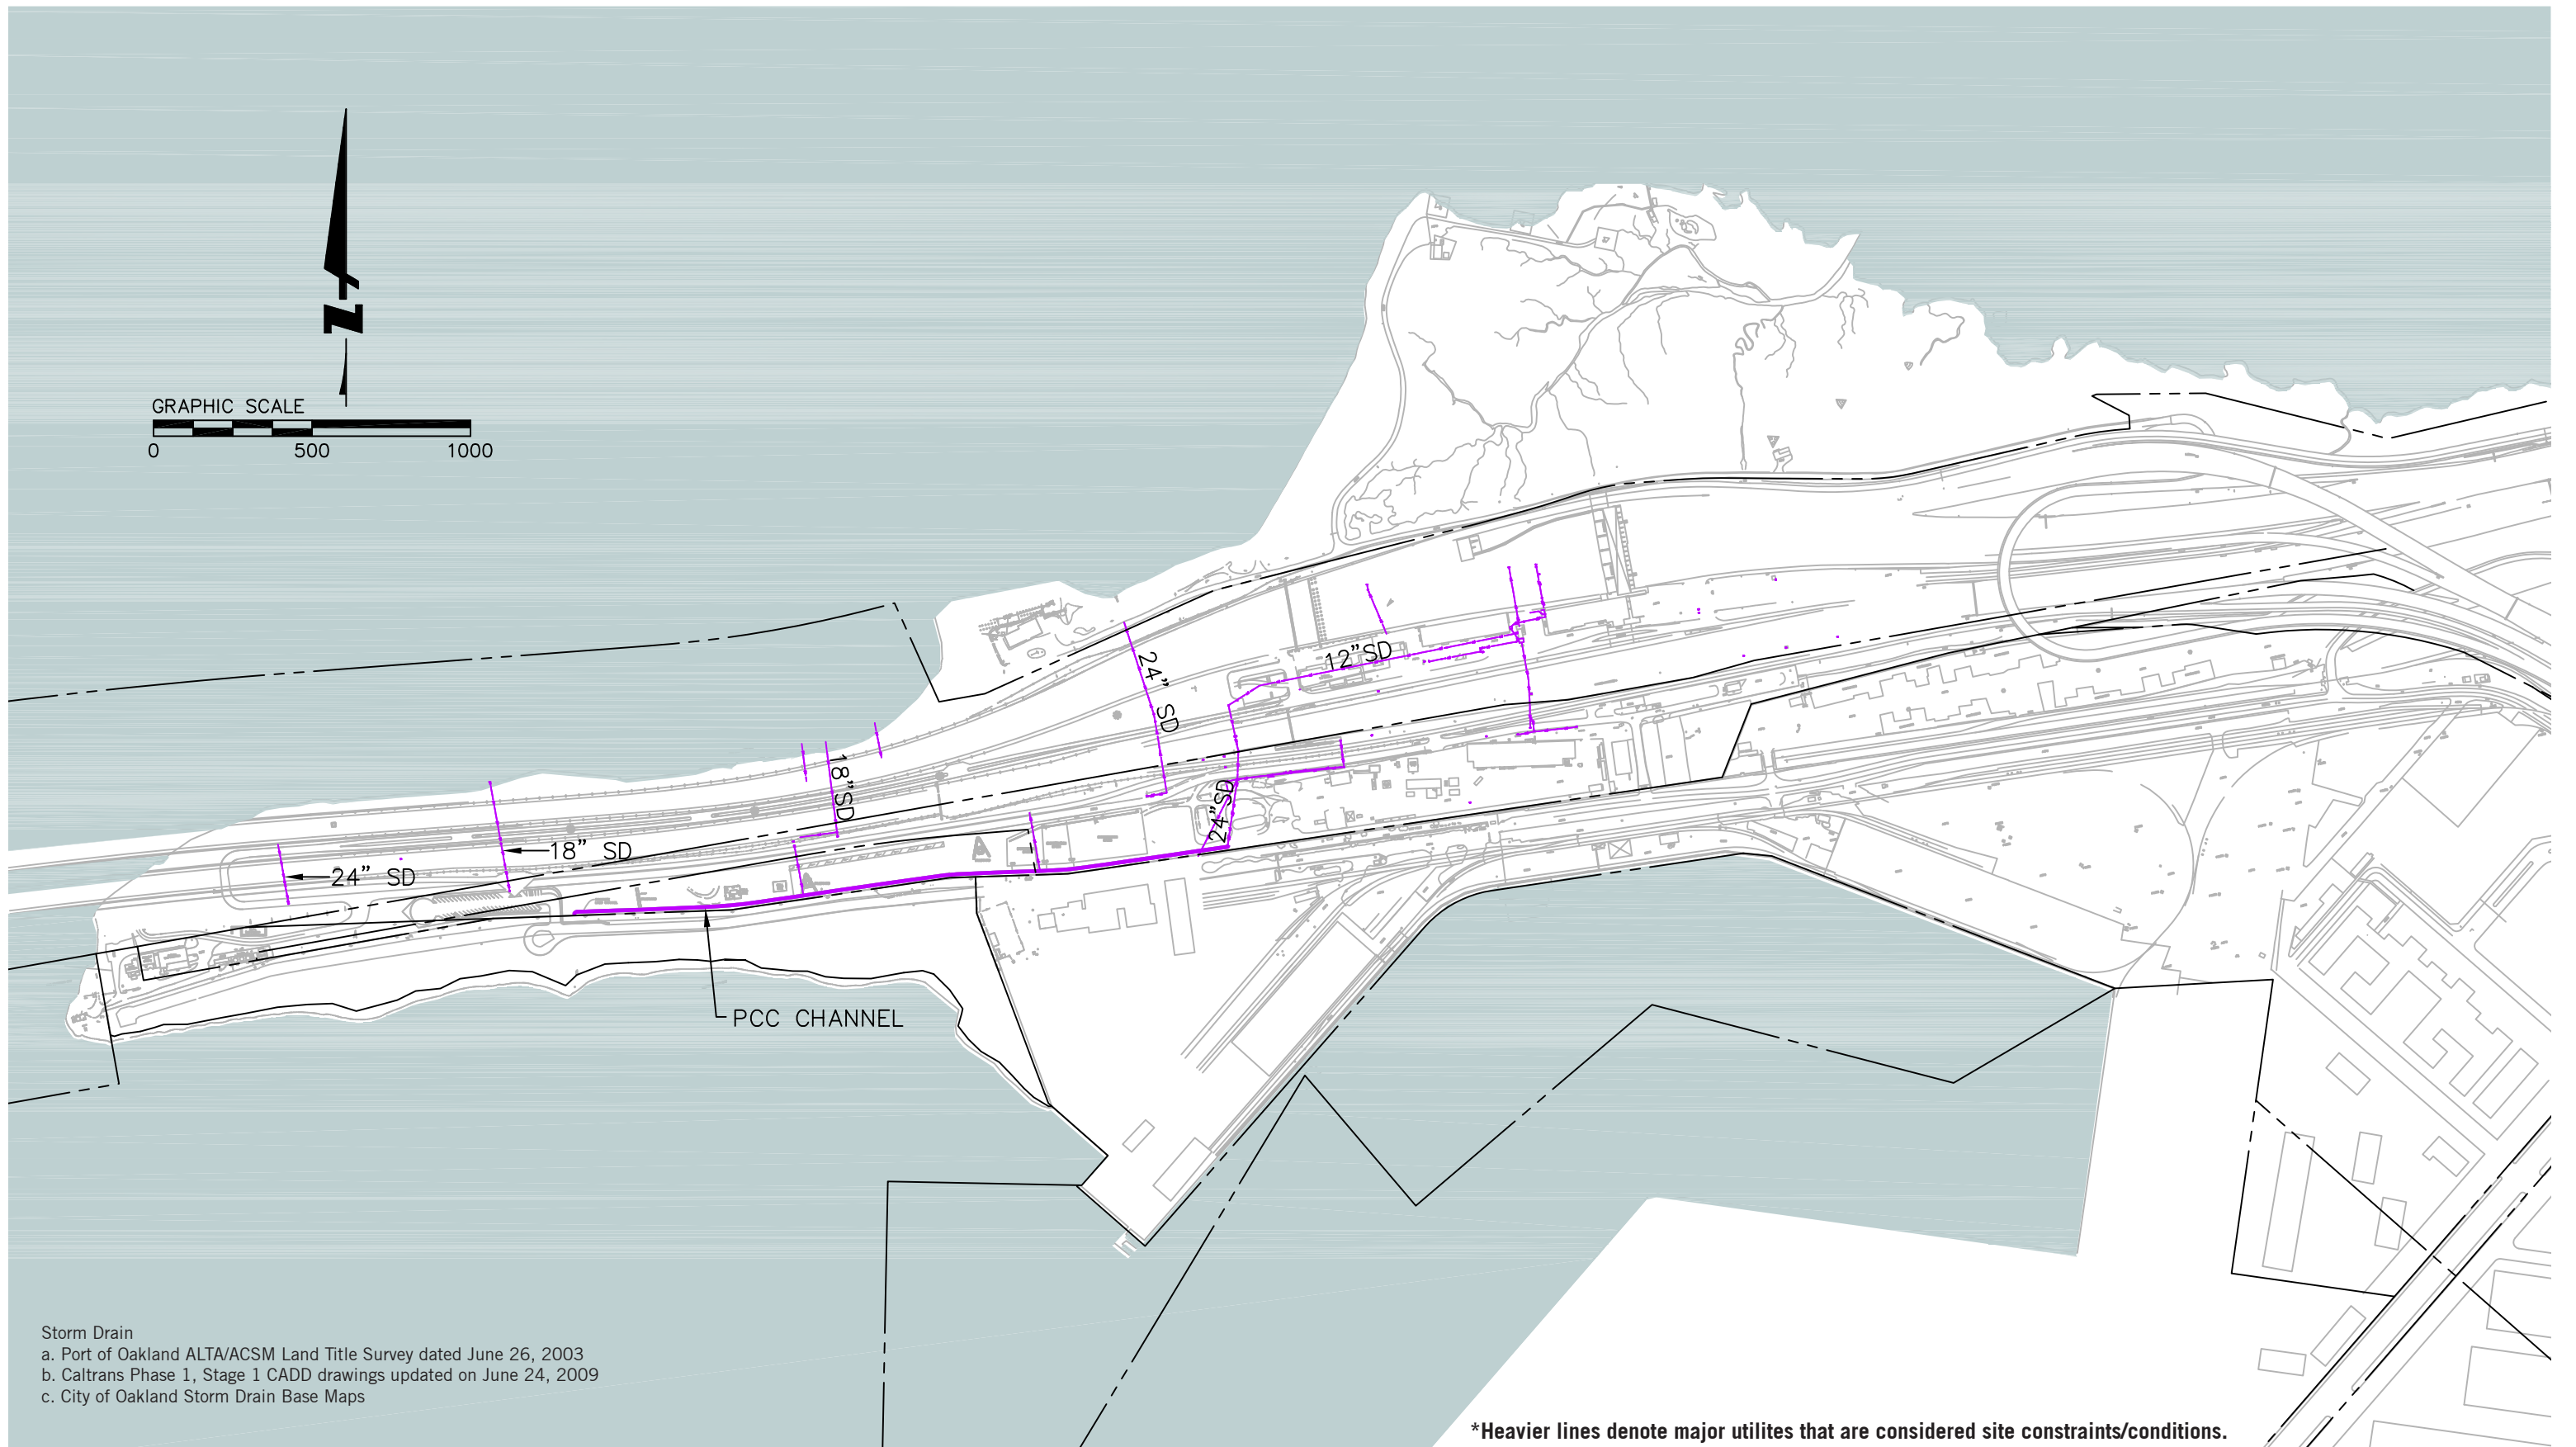 N
GRAPHIC SCALE
0 500 1000
24” SD
12”SD
18”SD
24”SD
18” SD
24” SD
PCC CHANNEL
Storm Drain
a. Port of Oakland ALTA/ACSM Land Title Survey dated June 26, 2003
b. Caltrans Phase 1, Stage 1 CADD drawings updated on June 24, 2009
c. City of Oakland Storm Drain Base Maps
*Heavier lines denote major utilites that are considered site constraints/conditions.